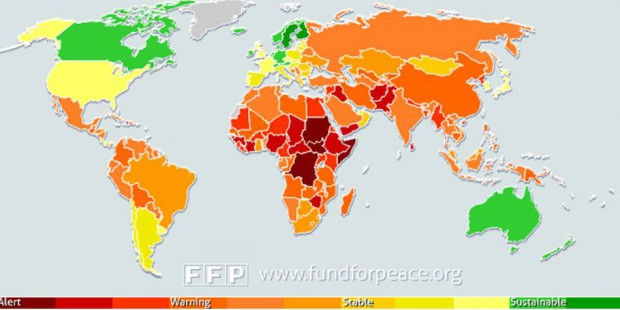 FFP www.fundforpeace.org
Alert Warning Stable Sustainable